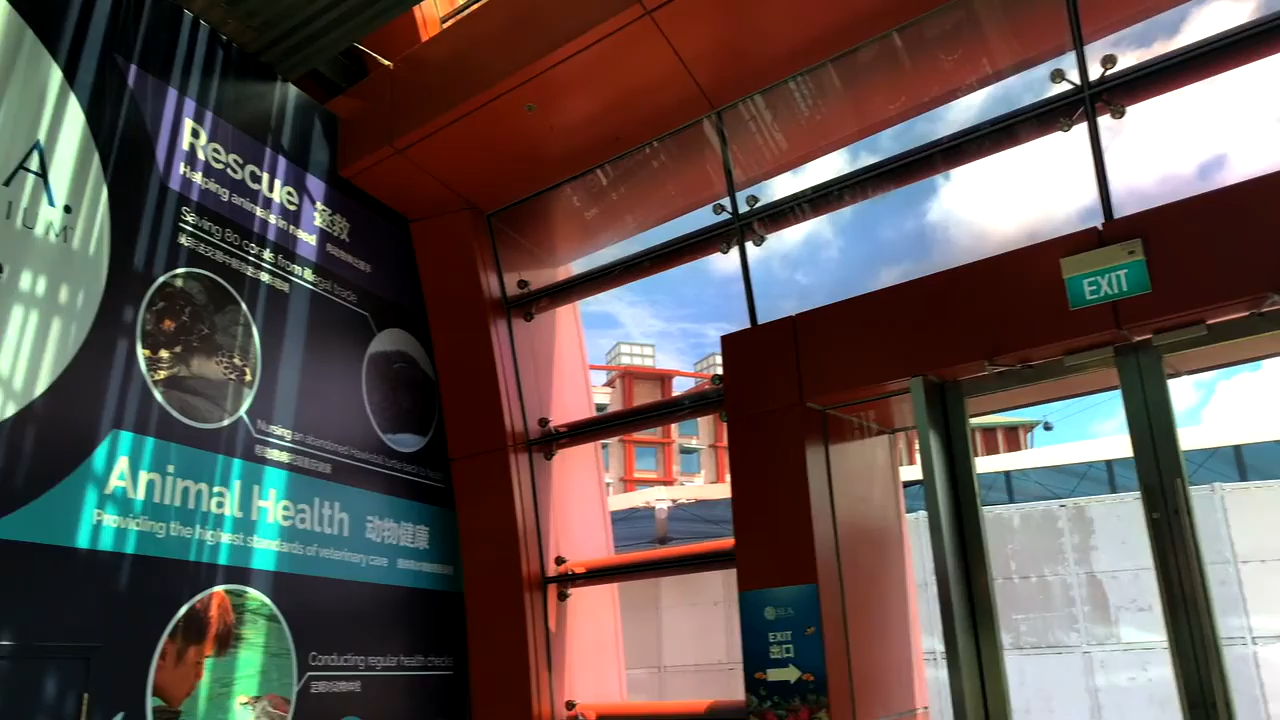 A.
IUM
Rescue 拯救
Helping animals in need
Saving 80 corals from illegal trade
Nursing an abandoned Hawksbill turtle back to
Animal Health 动物健康
Providing the highest standards of veterinary care
Conducting regular health checks
EXIT
SEA
EXIT
出口